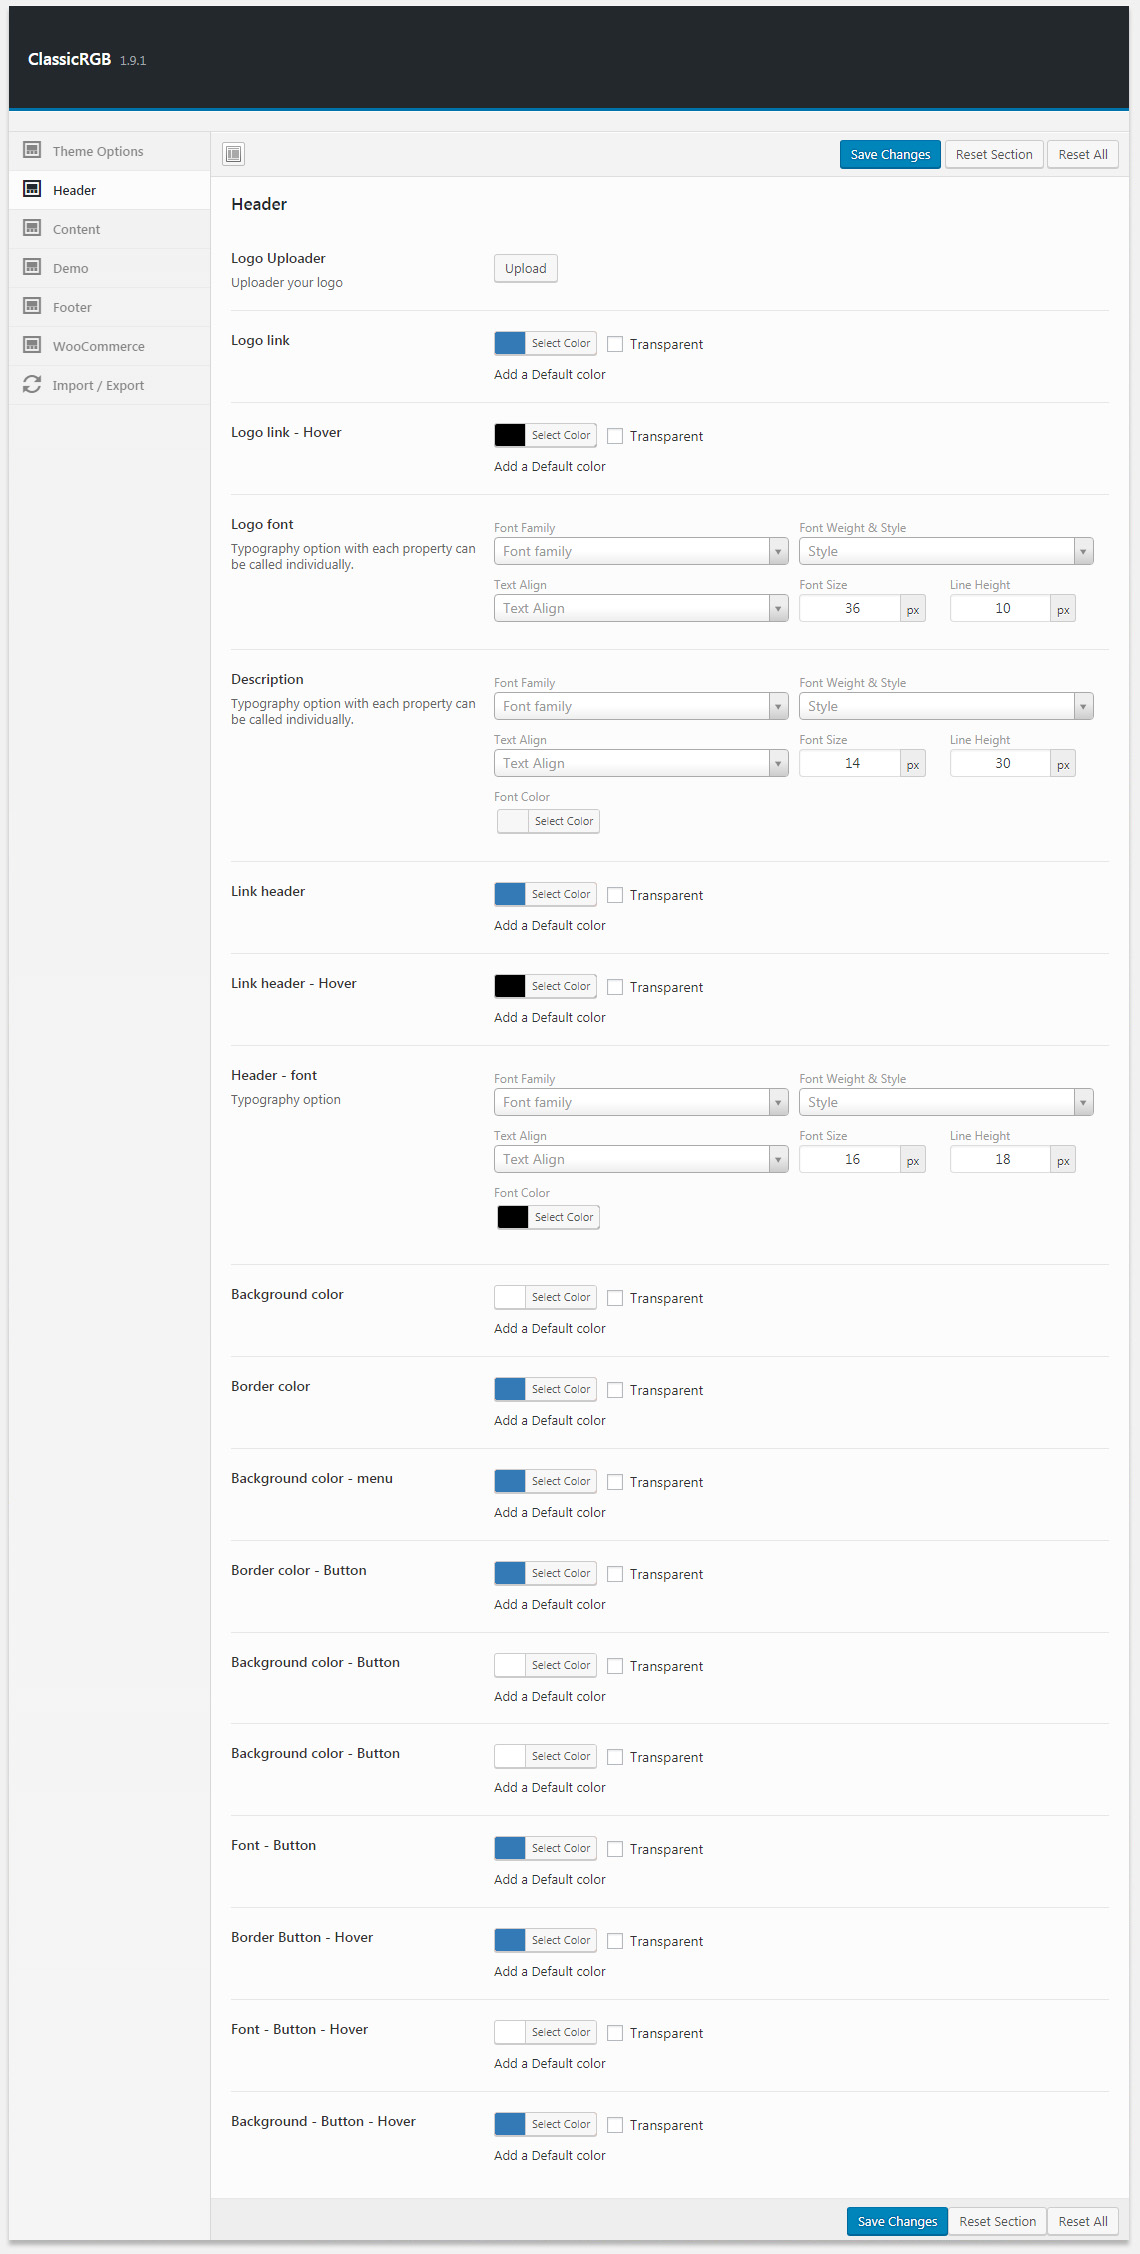 ClassicRGB 1.9.1
Theme Options
Header
Content
Demo
Footer
WooCommerce
Import / Export
Save Changes
Reset Section
Reset All
Header
Logo Uploader
Uploader your logo
Upload
Logo link
Select Color
Transparent
Add a Default color
Logo link - Hover
Select Color
Transparent
Add a Default color
Logo font
Typography option with each property can
be called individually.
Font Family
Font family
Font Weight & Style
Style
Text Align
Text Align
Font Size
36 px
Line Height
10 px
Description
Typography option with each property can
be called individually.
Font Family
Font family
Font Weight & Style
Style
Text Align
Text Align
Font Size
14 px
Line Height
30 px
Font Color
Select Color
Link header
Select Color
Transparent
Add a Default color
Link header - Hover
Select Color
Transparent
Add a Default color
Header - font
Typography option
Font Family
Font family
Font Weight & Style
Style
Text Align
Text Align
Font Size
16 px
Line Height
18 px
Font Color
Select Color
Background color
Select Color
Transparent
Add a Default color
Border color
Select Color
Transparent
Add a Default color
Background color - menu
Select Color
Transparent
Add a Default color
Border color - Button
Select Color
Transparent
Add a Default color
Background color - Button
Select Color
Transparent
Add a Default color
Background color - Button
Select Color
Transparent
Add a Default color
Font - Button
Select Color
Transparent
Add a Default color
Border Button - Hover
Select Color
Transparent
Add a Default color
Font - Button - Hover
Select Color
Transparent
Add a Default color
Background - Button - Hover
Select Color
Transparent
Add a Default color
Save Changes
Reset Section
Reset All